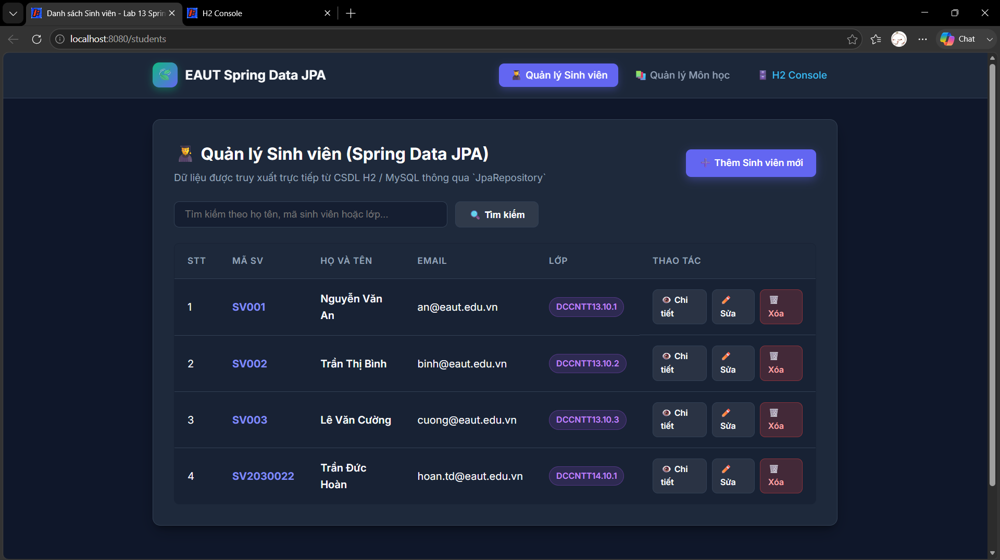 Danh sách Sinh viên - Lab 13 Sprin
H2 Console
localhost:8080/students
Chat
EAUT Spring Data JPA
Quản lý Sinh viên
Quản lý Môn học
H2 Console
Quản lý Sinh viên (Spring Data JPA)
Dữ liệu được truy xuất trực tiếp từ CSDL H2 / MySQL thông qua `JpaRepository`
Thêm Sinh viên mới
Tìm kiếm theo họ tên, mã sinh viên hoặc lớp...
Tìm kiếm
STT MÃ SV HỌ VÀ TÊN EMAIL LỚP THAO TÁC
1 SV001 Nguyễn Văn An an@eaut.edu.vn DCCNTT13.10.1 Chi tiết Sửa Xóa
2 SV002 Trần Thị Bình binh@eaut.edu.vn DCCNTT13.10.2 Chi tiết Sửa Xóa
3 SV003 Lê Văn Cường cuong@eaut.edu.vn DCCNTT13.10.3 Chi tiết Sửa Xóa
4 SV2030022 Trần Đức Hoàn hoan.td@eaut.edu.vn DCCNTT14.10.1 Chi tiết Sửa Xóa